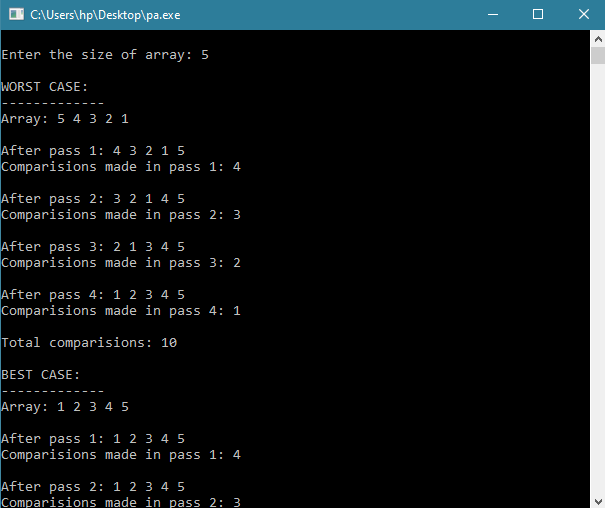 C:\Users\hp\Desktop\pa.exe
Enter the size of array: 5
WORST CASE:
-------------
Array: 5 4 3 2 1
After pass 1: 4 3 2 1 5
Comparisions made in pass 1: 4
After pass 2: 3 2 1 4 5
Comparisions made in pass 2: 3
After pass 3: 2 1 3 4 5
Comparisions made in pass 3: 2
After pass 4: 1 2 3 4 5
Comparisions made in pass 4: 1
Total comparisions: 10
BEST CASE:
-------------
Array: 1 2 3 4 5
After pass 1: 1 2 3 4 5
Comparisions made in pass 1: 4
After pass 2: 1 2 3 4 5
Comparisions made in pass 2: 3